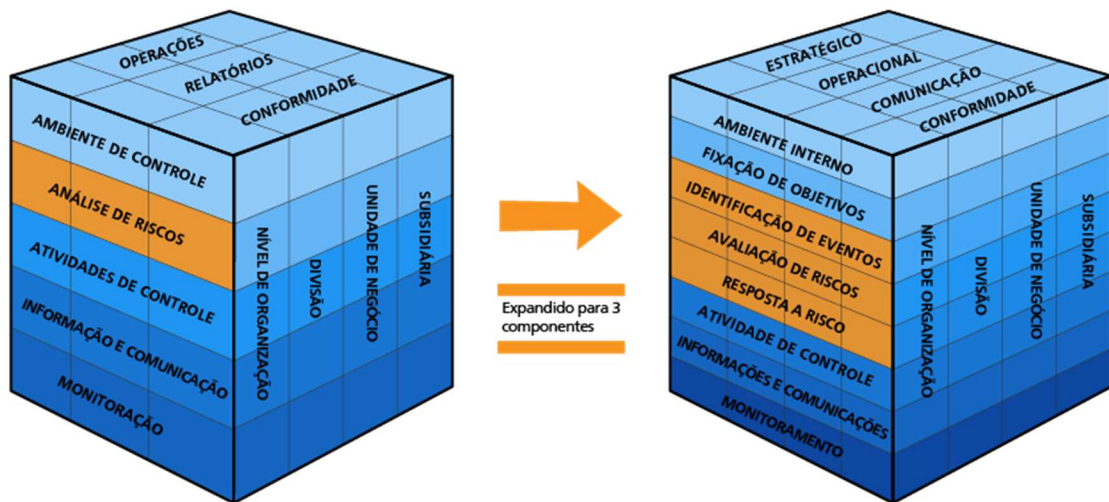 OPERAÇÕES
RELATÓRIOS
CONFORMIDADE
AMBIENTE DE CONTROLE
ANÁLISE DE RISCOS
ATIVIDADES DE CONTROLE
INFORMAÇÃO E COMUNICAÇÃO
MONITORAÇÃO
NÍVEL DE ORGANIZAÇÃO
DIVISÃO
UNIDADE DE NEGÓCIO
SUBSIDIÁRIA
Expandido para 3
componentes
ESTRATÉGICO
OPERACIONAL
COMUNICAÇÃO
CONFORMIDADE
AMBIENTE INTERNO
FIXAÇÃO DE OBJETIVOS
IDENTIFICAÇÃO DE EVENTOS
AVALIAÇÃO DE RISCOS
RESPOSTA A RISCO
ATIVIDADE DE CONTROLE
INFORMAÇÕES E COMUNICAÇÕES
MONITORAMENTO
NÍVEL DE ORGANIZAÇÃO
DIVISÃO
UNIDADE DE NEGÓCIO
SUBSIDIÁRIA